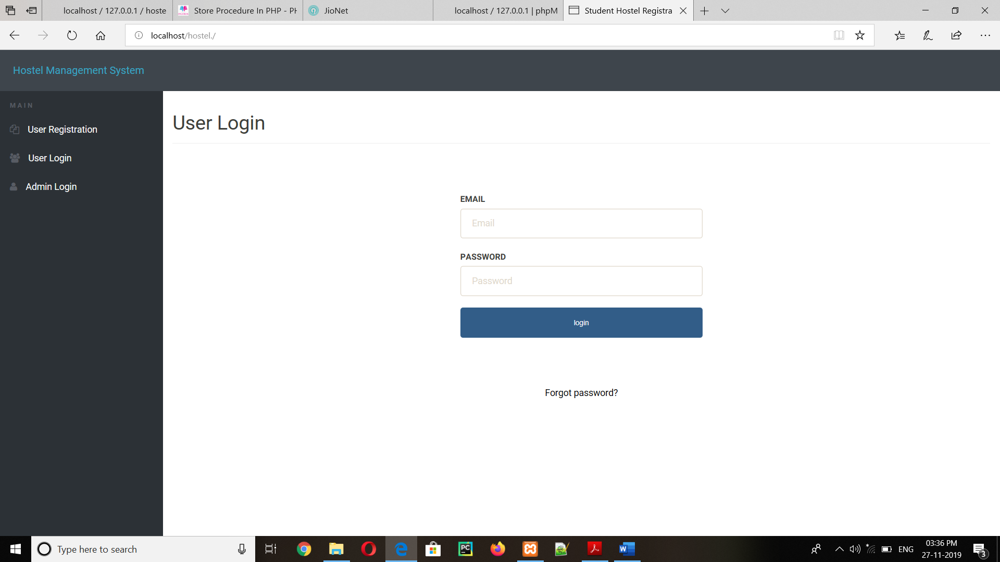 localhost / 127.0.0.1 / hoste
Store Procedure In PHP - PH
JioNet
localhost / 127.0.0.1 | phpM
Student Hostel Registra
localhost/hostel./
Hostel Management System
MAIN
User Registration
User Login
Admin Login
User Login
EMAIL
Email
PASSWORD
Password
login
Forgot password?
Type here to search
PC
W
ENG
03:36 PM
27-11-2019
3